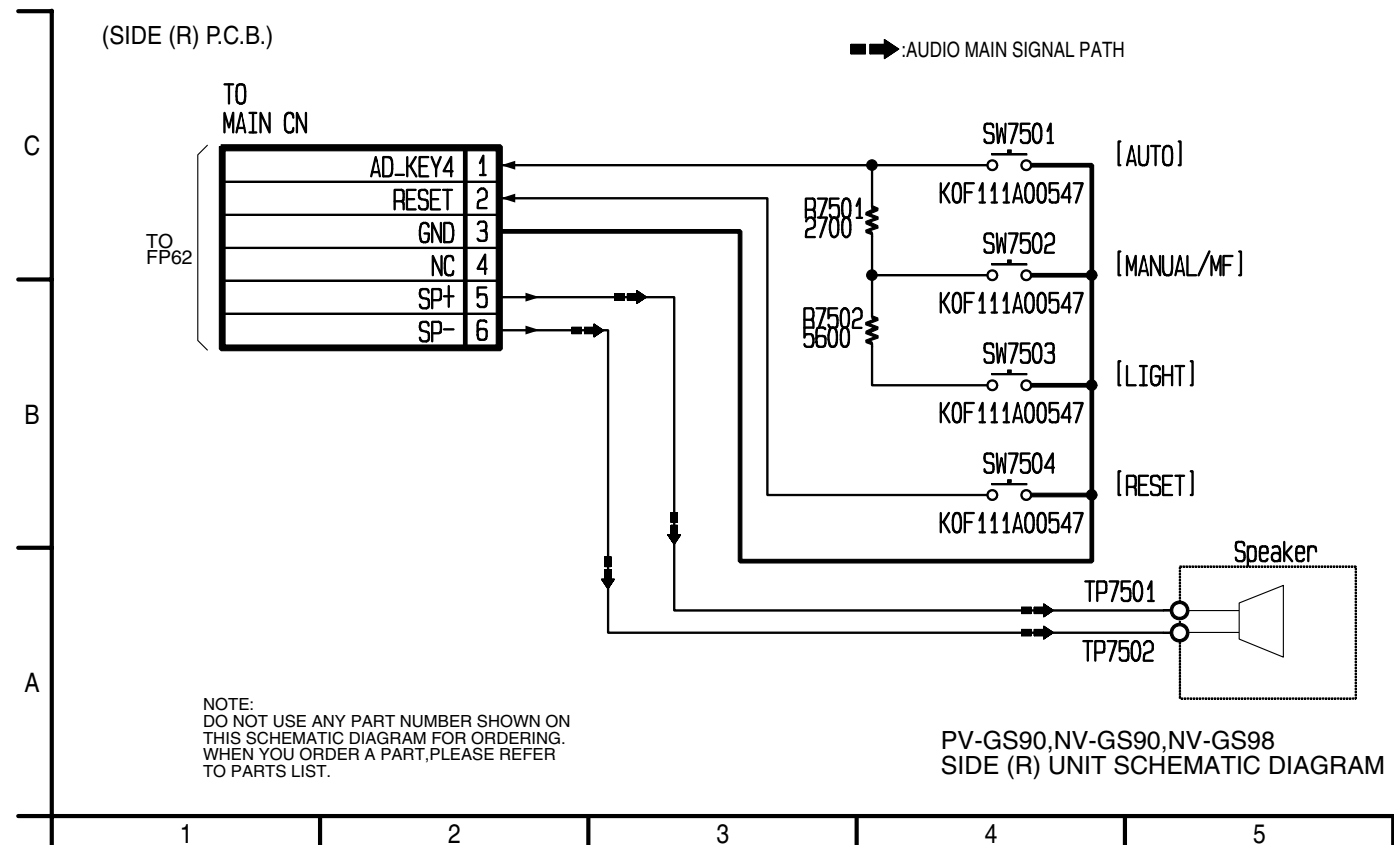 (SIDE (R) P.C.B.)
:AUDIO MAIN SIGNAL PATH
TO
MAIN CN
TO
FP62
AD_KEY4 1
RESET 2
GND 3
NC 4
SP+ 5
SP- 6
R7501
2700
R7502
5600
SW7501
K0F111A00547
[AUTO]
SW7502
K0F111A00547
[MANUAL/MF]
SW7503
K0F111A00547
[LIGHT]
SW7504
K0F111A00547
[RESET]
Speaker
TP7501
TP7502
NOTE:
DO NOT USE ANY PART NUMBER SHOWN ON
THIS SCHEMATIC DIAGRAM FOR ORDERING.
WHEN YOU ORDER A PART,PLEASE REFER
TO PARTS LIST.
PV-GS90,NV-GS90,NV-GS98
SIDE (R) UNIT SCHEMATIC DIAGRAM
C
B
A
1 2 3 4 5